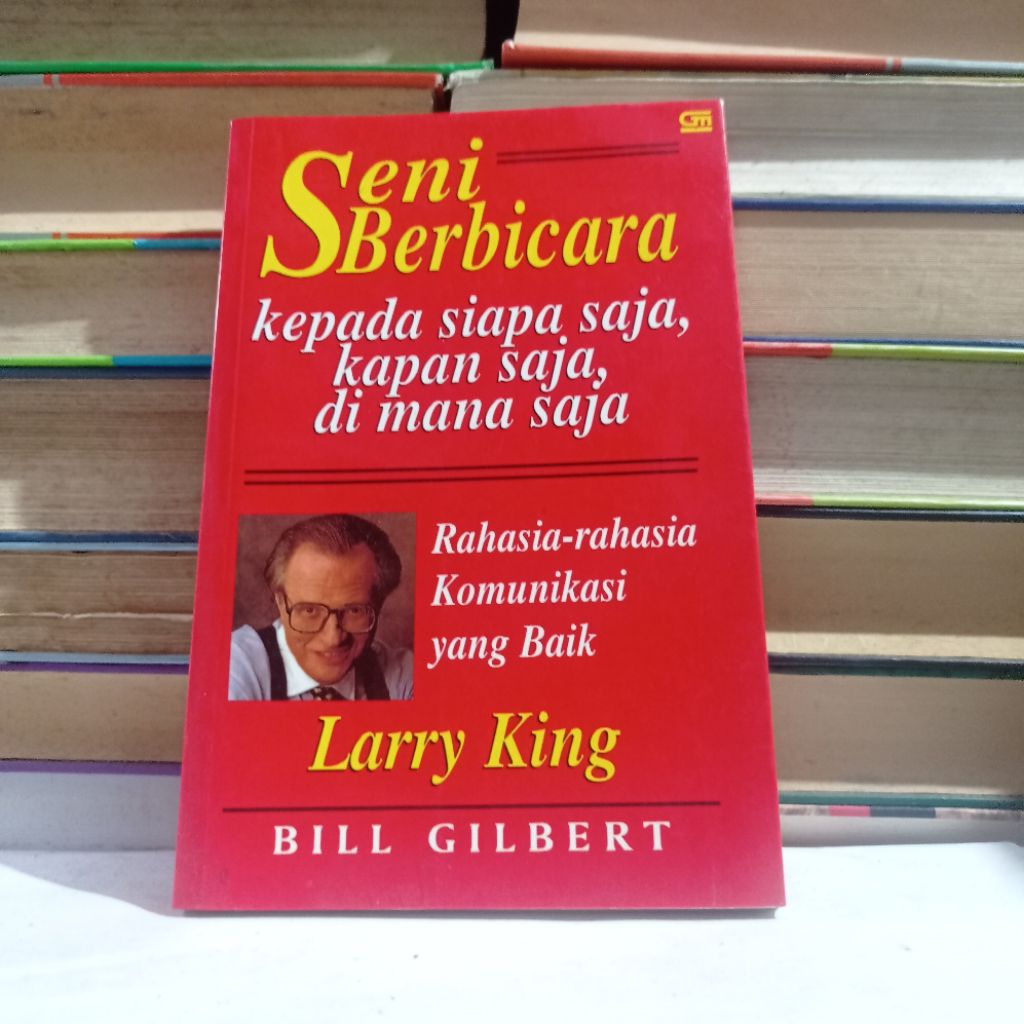 GM
Seni
Berbicara
kepada siapa saja,
kapan saja,
di mana saja
Rahasia-rahasia
Komunikasi
yang Baik
Larry King
BILL GILBERT